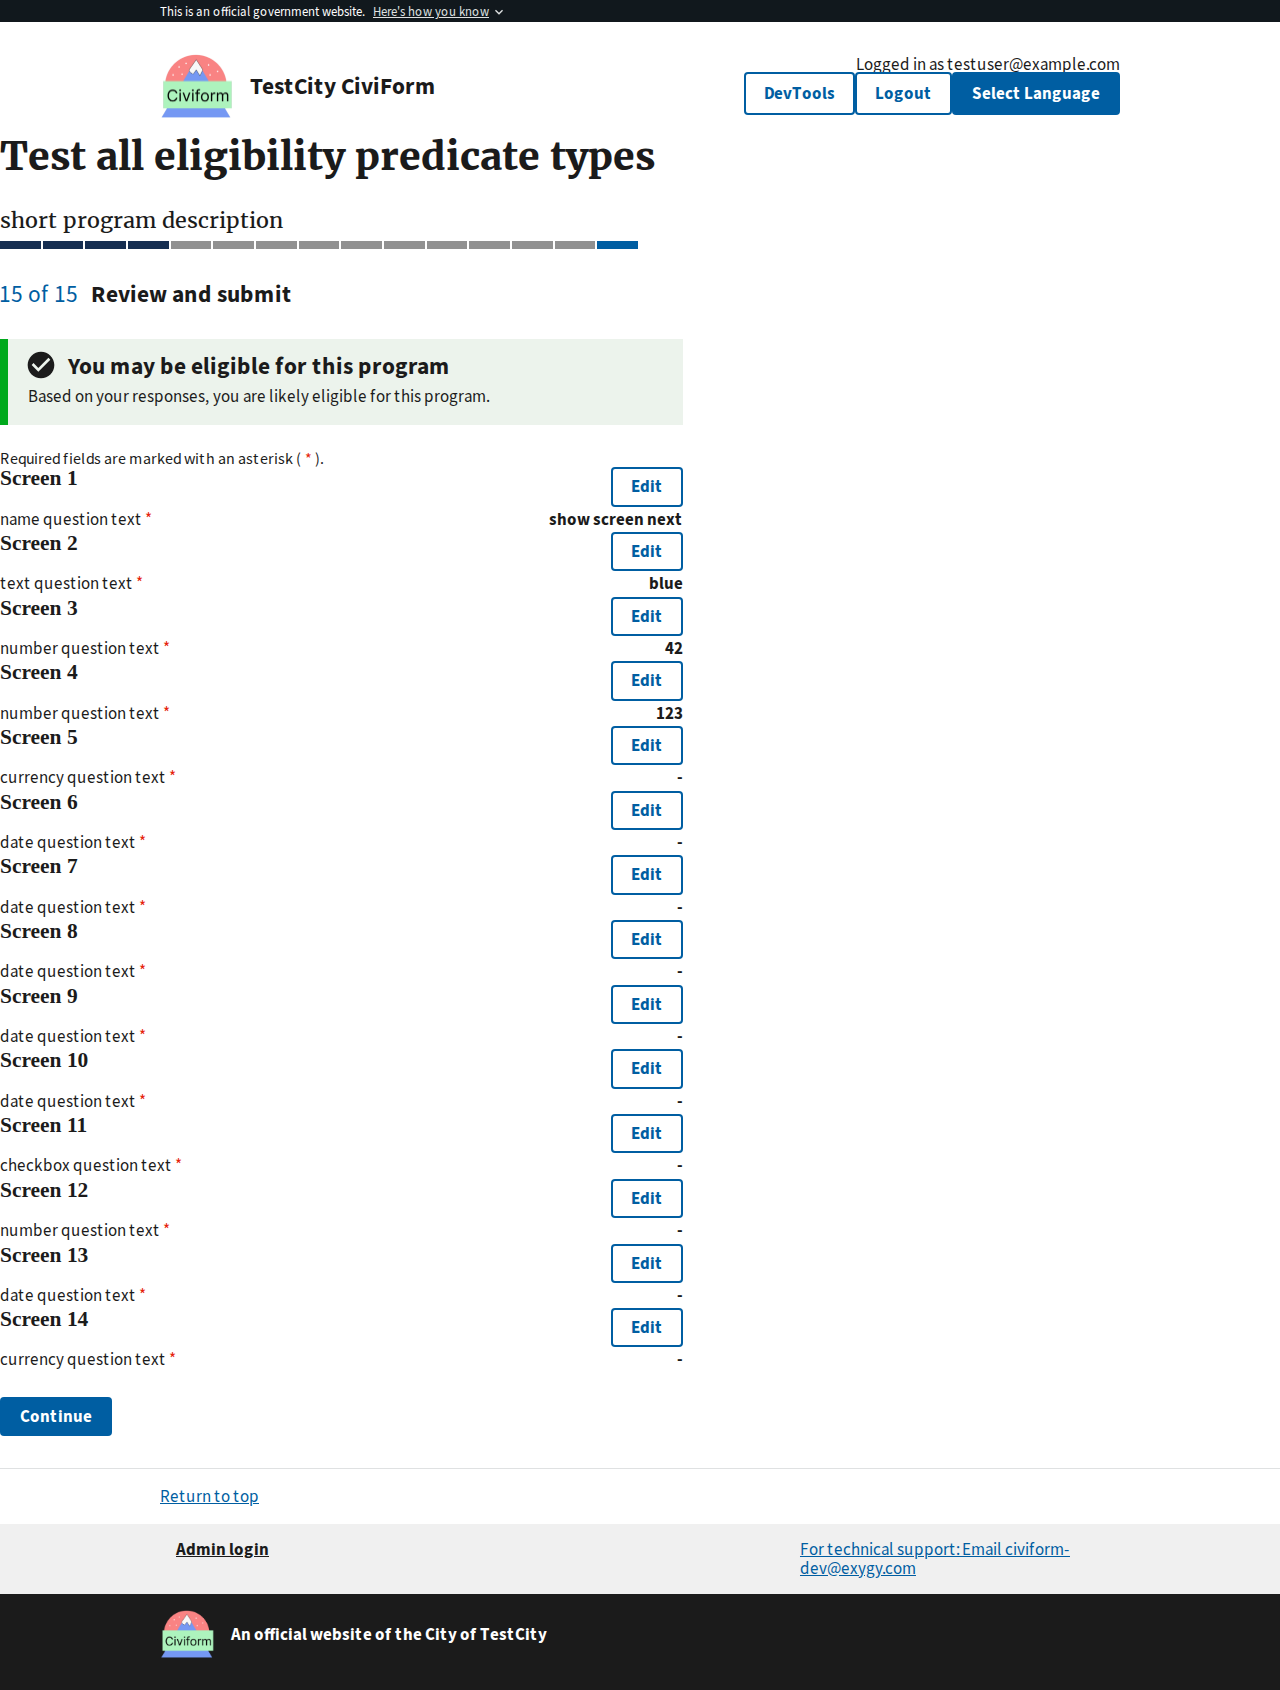 This is an official government website. Here's how you know
Civiform
TestCity CiviForm
Logged in as testuser@example.com
DevTools Logout Select Language
Test all eligibility predicate types
short program description
15 of 15 Review and submit
You may be eligible for this program
Based on your responses, you are likely eligible for this program.
Required fields are marked with an asterisk ( * ).
Screen 1 Edit
name question text * show screen next
Screen 2 Edit
text question text * blue
Screen 3 Edit
number question text * 42
Screen 4 Edit
number question text * 123
Screen 5 Edit
currency question text * -
Screen 6 Edit
date question text * -
Screen 7 Edit
date question text * -
Screen 8 Edit
date question text * -
Screen 9 Edit
date question text * -
Screen 10 Edit
date question text * -
Screen 11 Edit
checkbox question text * -
Screen 12 Edit
number question text * -
Screen 13 Edit
date question text * -
Screen 14 Edit
currency question text * -
Continue
Return to top
Admin login For technical support: Email civiform-
dev@exygy.com
Civiform
An official website of the City of TestCity